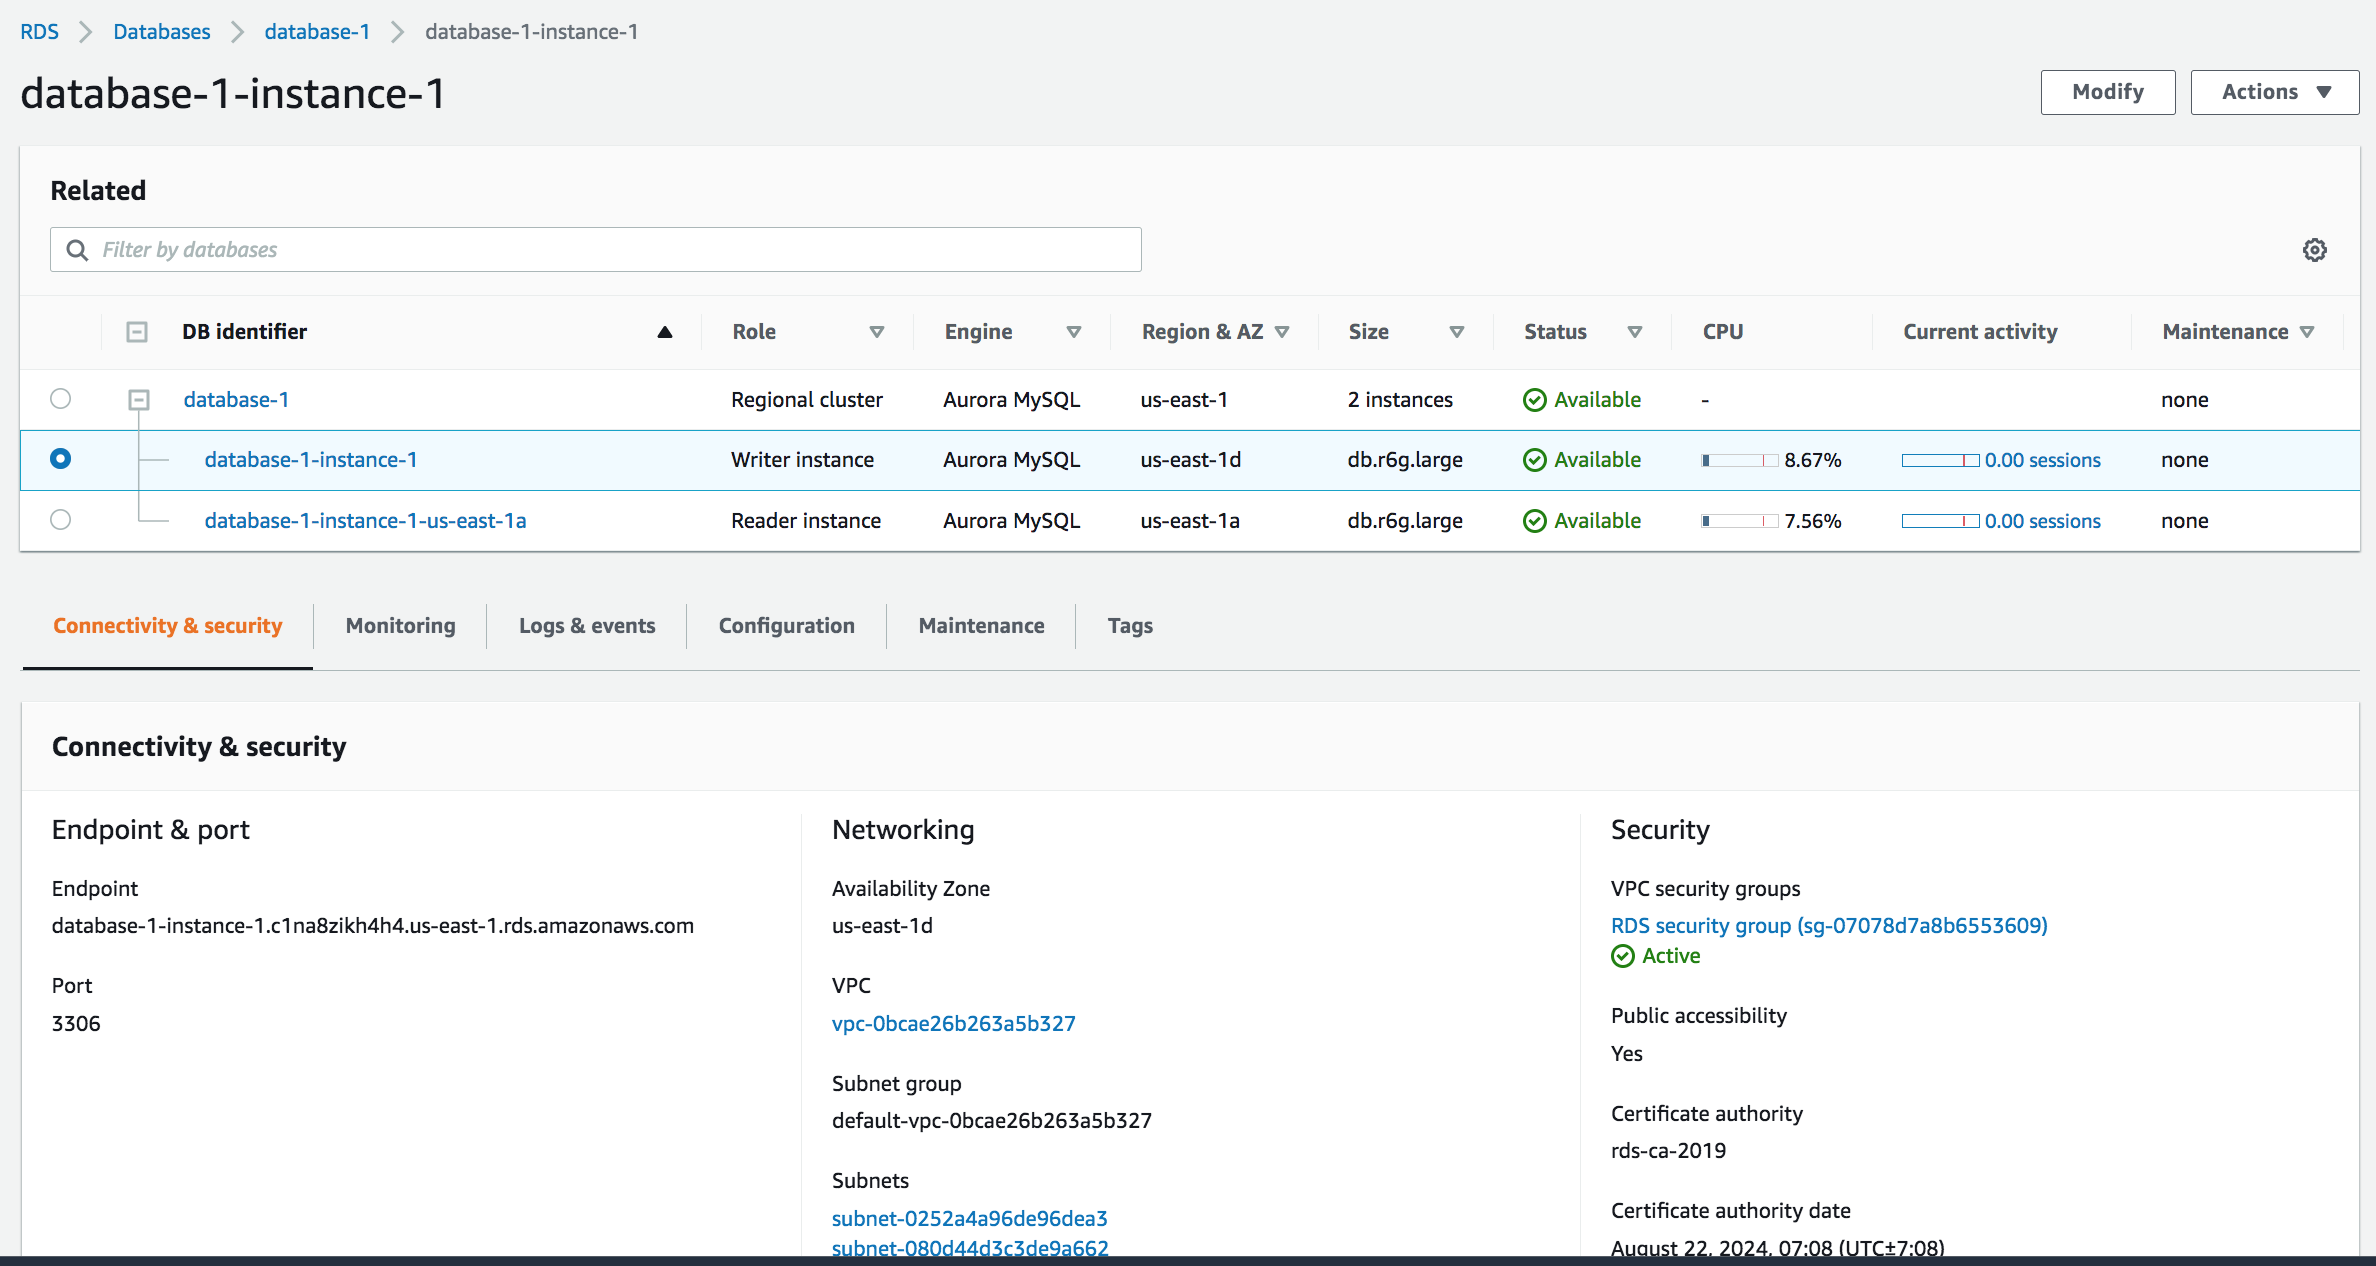 RDS Databases database-1 database-1-instance-1
database-1-instance-1
Modify Actions
Related
Filter by databases
DB identifier Role Engine Region & AZ Size Status CPU Current activity Maintenance
database-1 Regional cluster Aurora MySQL us-east-1 2 instances Available - none
database-1-instance-1 Writer instance Aurora MySQL us-east-1d db.r6g.large Available 8.67% 0.00 sessions none
database-1-instance-1-us-east-1a Reader instance Aurora MySQL us-east-1a db.r6g.large Available 7.56% 0.00 sessions none
Connectivity & security Monitoring Logs & events Configuration Maintenance Tags
Connectivity & security
Endpoint & port
Endpoint
database-1-instance-1.c1na8zikh4h4.us-east-1.rds.amazonaws.com
Port
3306
Networking
Availability Zone
us-east-1d
VPC
vpc-0bcae26b263a5b327
Subnet group
default-vpc-0bcae26b263a5b327
Subnets
subnet-0252a4a96de96dea3
subnet-080d44d3c3de9a662
Security
VPC security groups
RDS security group (sg-07078d7a8b6553609)
Active
Public accessibility
Yes
Certificate authority
rds-ca-2019
Certificate authority date
August 22, 2024, 07:08 (UTC±7:08)